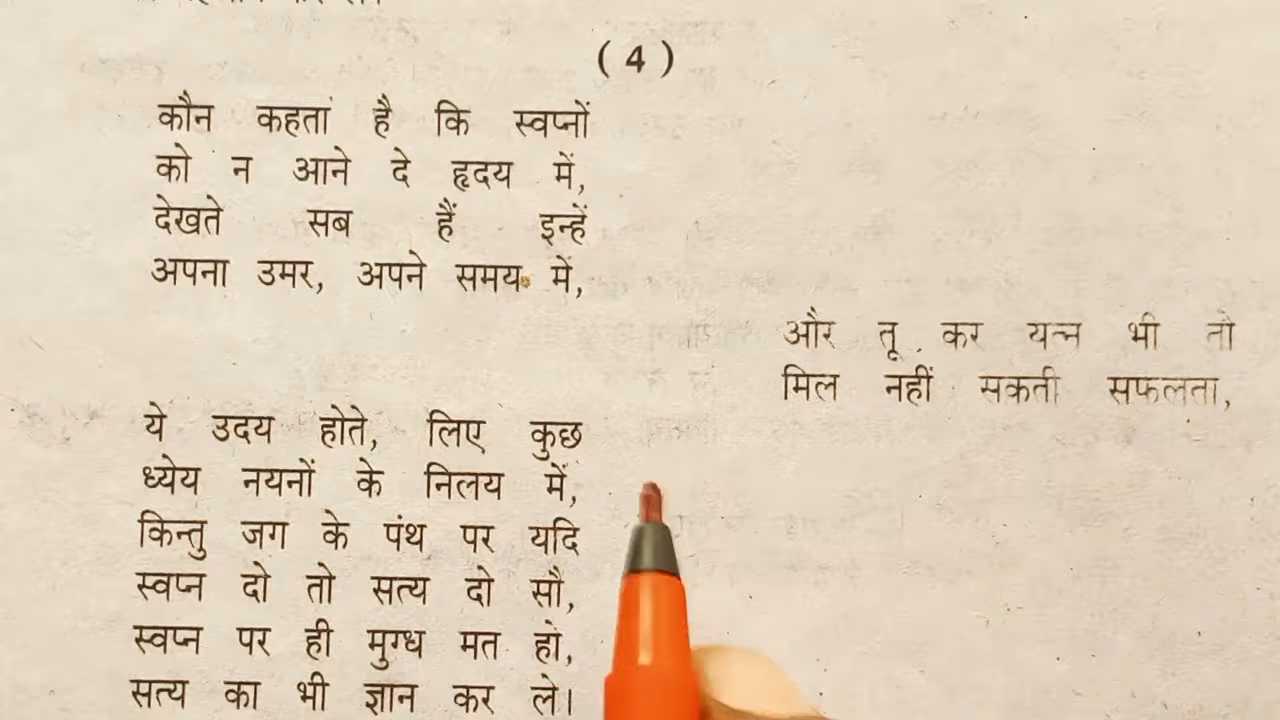 (4)
कौन कहता है कि स्वप्नों
को न आने दे हृदय में,
देखते सब हैं इन्हें
अपना उमर, अपने समय में,
और तू कर यत्न भी तो
मिल नहीं सकती सफलता,
ये उदय होते, लिए कुछ
ध्येय नयनों के निलय में,
किन्तु जग के पंथ पर यदि
स्वप्न दो तो सत्य दो सौ,
स्वप्न पर ही मुग्ध मत हो,
सत्य का भी ज्ञान कर ले।